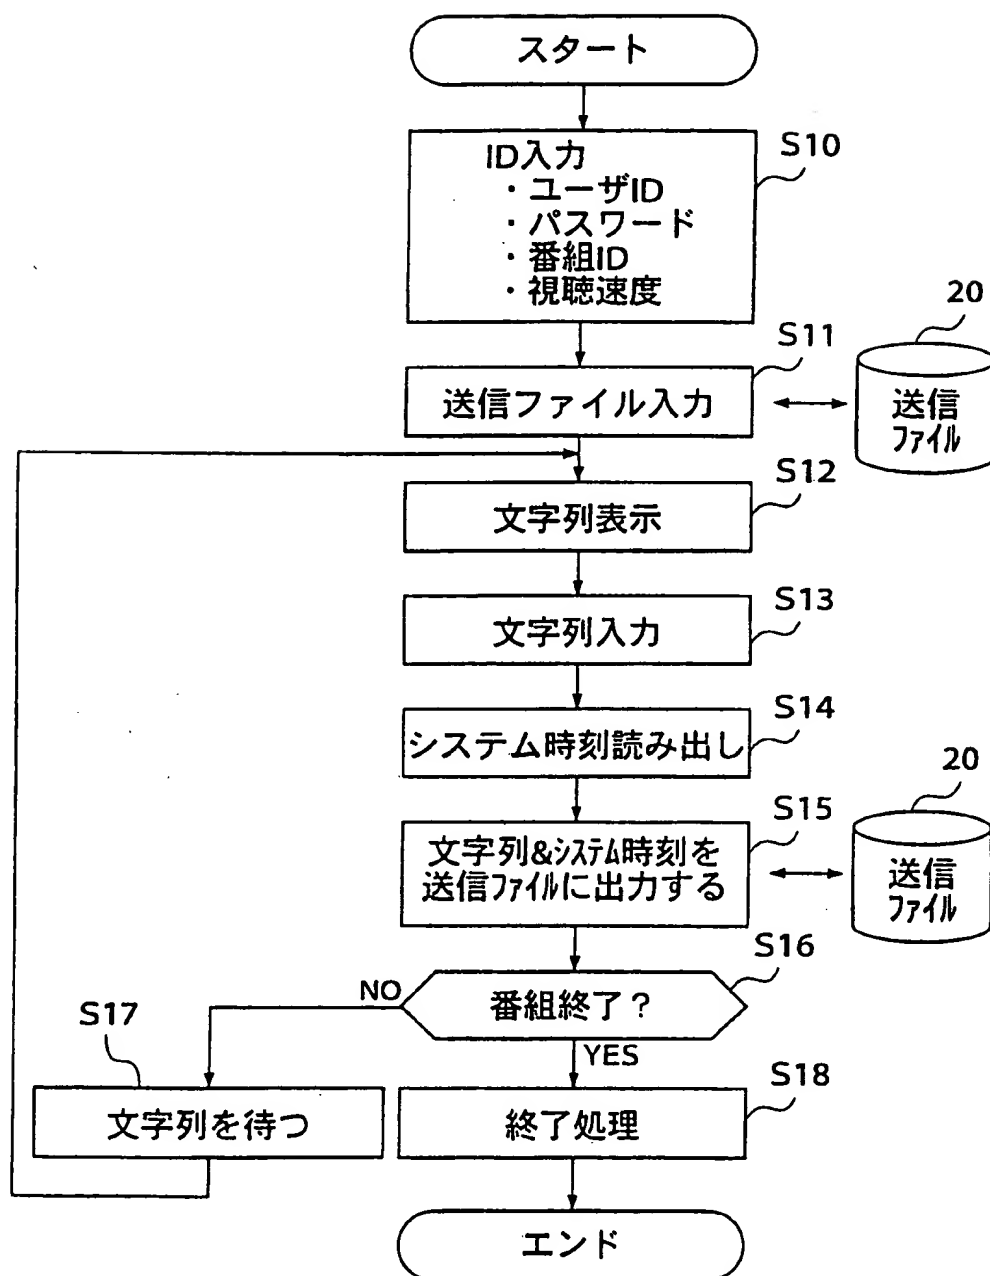 スタート
S10
ID入力
・ユーザID
・パスワード
・番組ID
・視聴速度
S11
送信ファイル入力
20
送信
ファイル
S12
文字列表示
S13
文字列入力
S14
システム時刻読み出し
S15
文字列&システム時刻を
送信ファイルに出力する
20
送信
ファイル
S16
番組終了?
NO
YES
S17
文字列を待つ
S18
終了処理
エンド